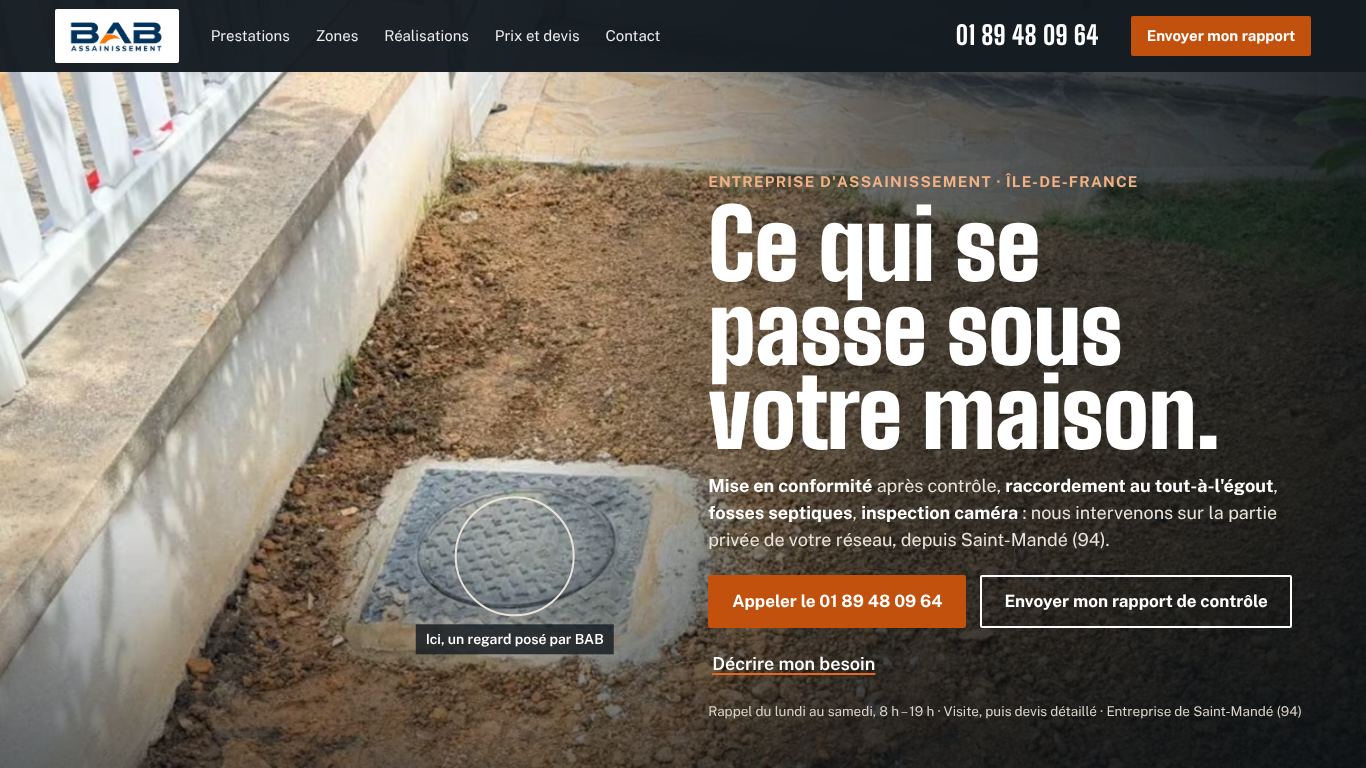 BAB
ASSAINISSEMENT
Prestations
Zones
Réalisations
Prix et devis
Contact
01 89 48 09 64
Envoyer mon rapport
ENTREPRISE D'ASSAINISSEMENT · ÎLE-DE-FRANCE
Ce qui se
passe sous
votre maison.
Mise en conformité après contrôle, raccordement au tout-à-l'égout,
fosses septiques, inspection caméra : nous intervenons sur la partie
privée de votre réseau, depuis Saint-Mandé (94).
Appeler le 01 89 48 09 64
Envoyer mon rapport de contrôle
Ici, un regard posé par BAB
Décrire mon besoin
Rappel du lundi au samedi, 8 h – 19 h · Visite, puis devis détaillé · Entreprise de Saint-Mandé (94)